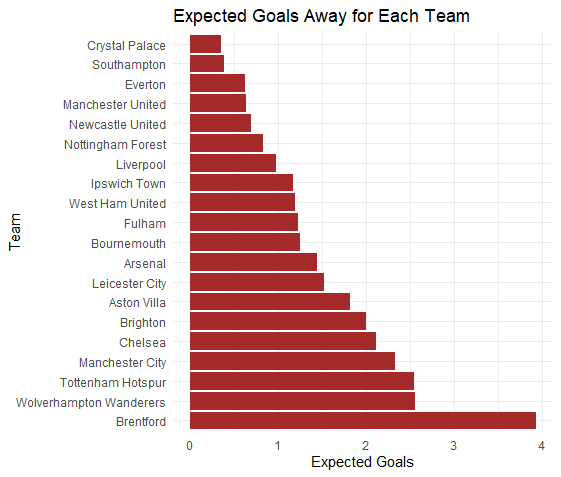 Expected Goals Away for Each Team
Team
Crystal Palace
Southampton
Everton
Manchester United
Newcastle United
Nottingham Forest
Liverpool
Ipswich Town
West Ham United
Fulham
Bournemouth
Arsenal
Leicester City
Aston Villa
Brighton
Chelsea
Manchester City
Tottenham Hotspur
Wolverhampton Wanderers
Brentford
0 1 2 3 4
Expected Goals